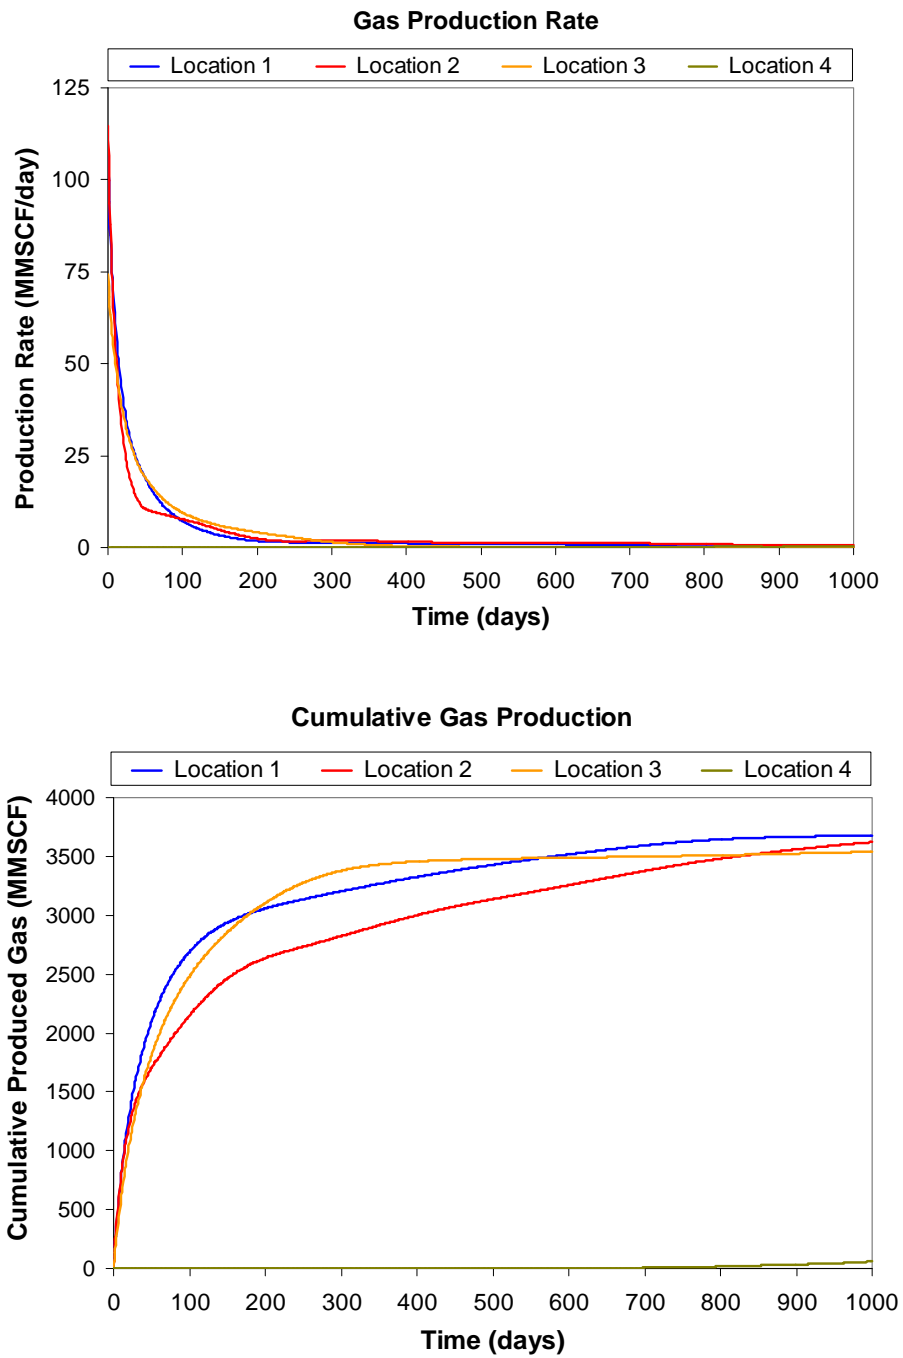 Gas Production Rate
Location 1 Location 2 Location 3 Location 4
125
100
75
50
25
0
Production Rate (MMSCF/day)
0 100 200 300 400 500 600 700 800 900 1000
Time (days)
Cumulative Gas Production
Location 1 Location 2 Location 3 Location 4
4000
3500
3000
2500
2000
1500
1000
500
0
Cumulative Produced Gas (MMSCF)
0 100 200 300 400 500 600 700 800 900 1000
Time (days)